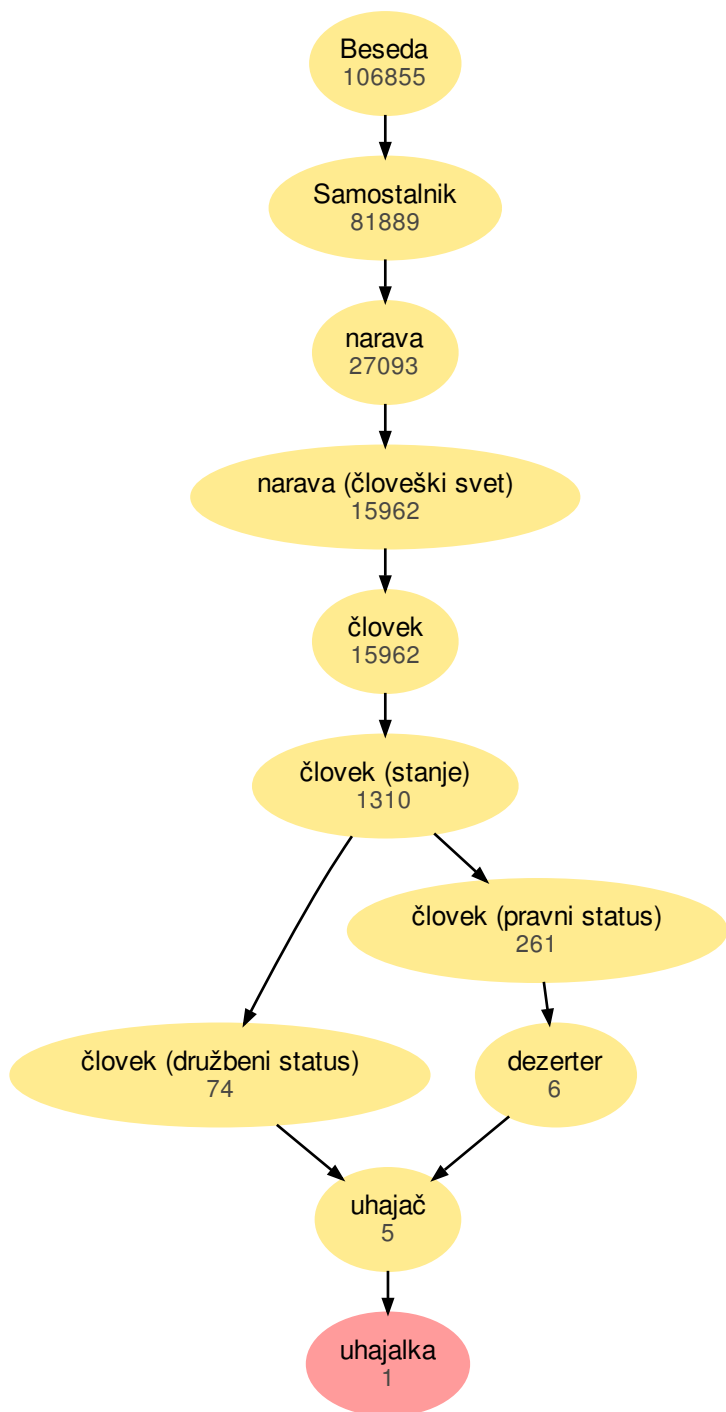 Beseda
106855
Samostalnik
81889
narava
27093
narava (človeški svet)
15962
človek
15962
človek (stanje)
1310
človek (pravni status)
261
človek (družbeni status)
74
dezerter
6
uhajač
5
uhajalka
1